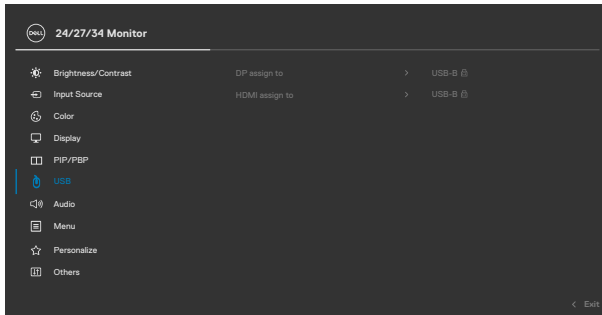 DELL 24/27/34 Monitor
Brightness/Contrast DP assign to > USB-B
Input Source HDMI assign to > USB-B
Color
Display
PIP/PBP
USB
Audio
Menu
Personalize
Others
< Exit